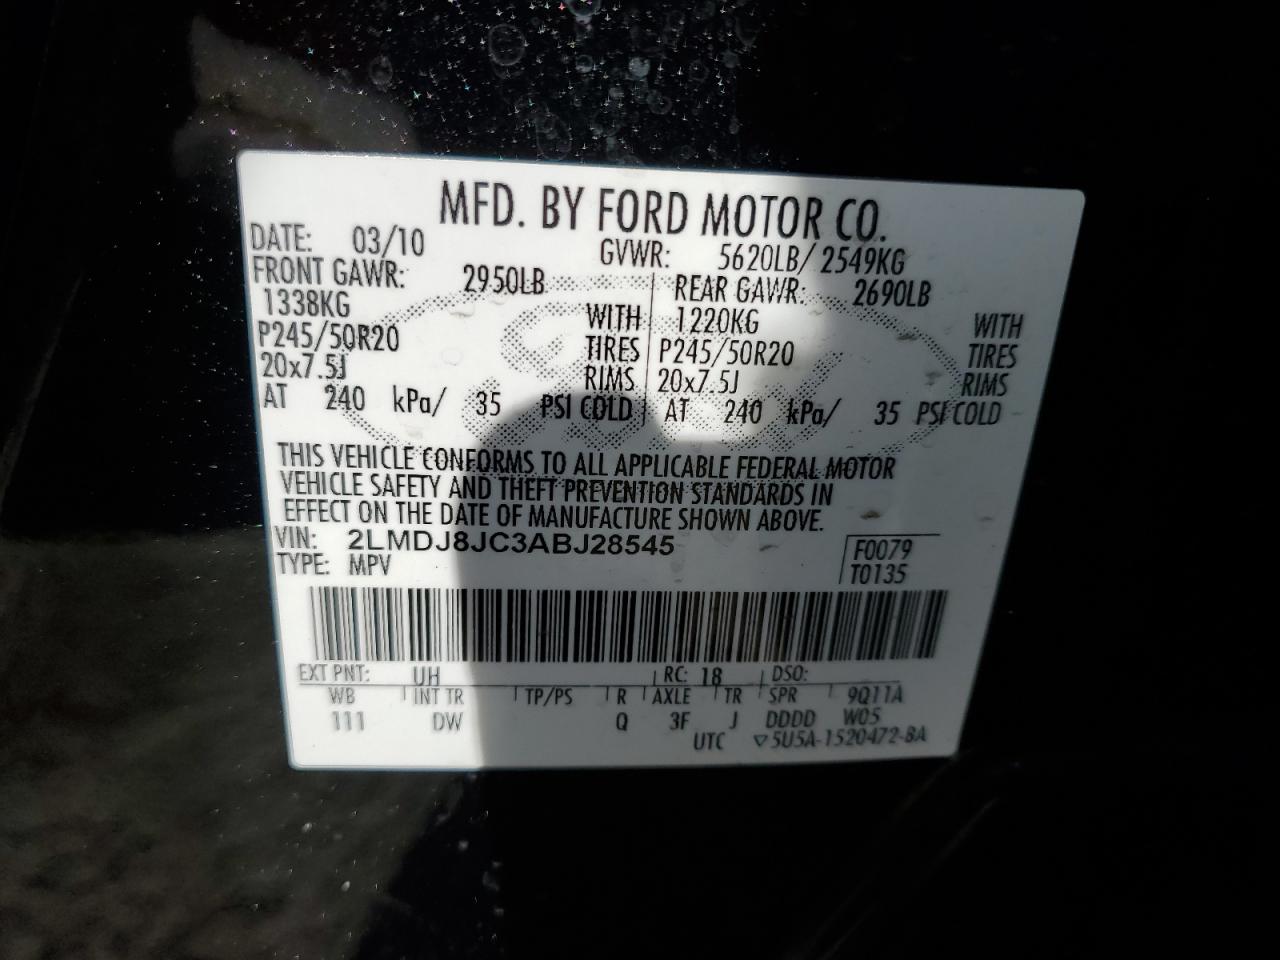 MFD. BY FORD MOTOR CO.
DATE: 03/10 GVWR: 5620LB/ 2549KG
FRONT GAWR: 2950LB REAR GAWR: 2690LB
1338KG WITH 1220KG WITH
P245/50R20 TIRES P245/50R20 TIRES
20x7.5J RIMS 20x7.5J RIMS
AT 240 kPa/ 35 PSI COLD AT 240 kPa/ 35 PSI COLD
THIS VEHICLE CONFORMS TO ALL APPLICABLE FEDERAL MOTOR
VEHICLE SAFETY AND THEFT PREVENTION STANDARDS IN
EFFECT ON THE DATE OF MANUFACTURE SHOWN ABOVE.
VIN: 2LMDJ8JC3ABJ28545 F0079
TYPE: MPV T0135
EXT PNT: UH RC: 18 DSO:
WB INT TR TP/PS R AXLE TR SPR 9Q11A
111 DW Q 3F J DDDD W05
UTC ▽5U5A-1520472-BA